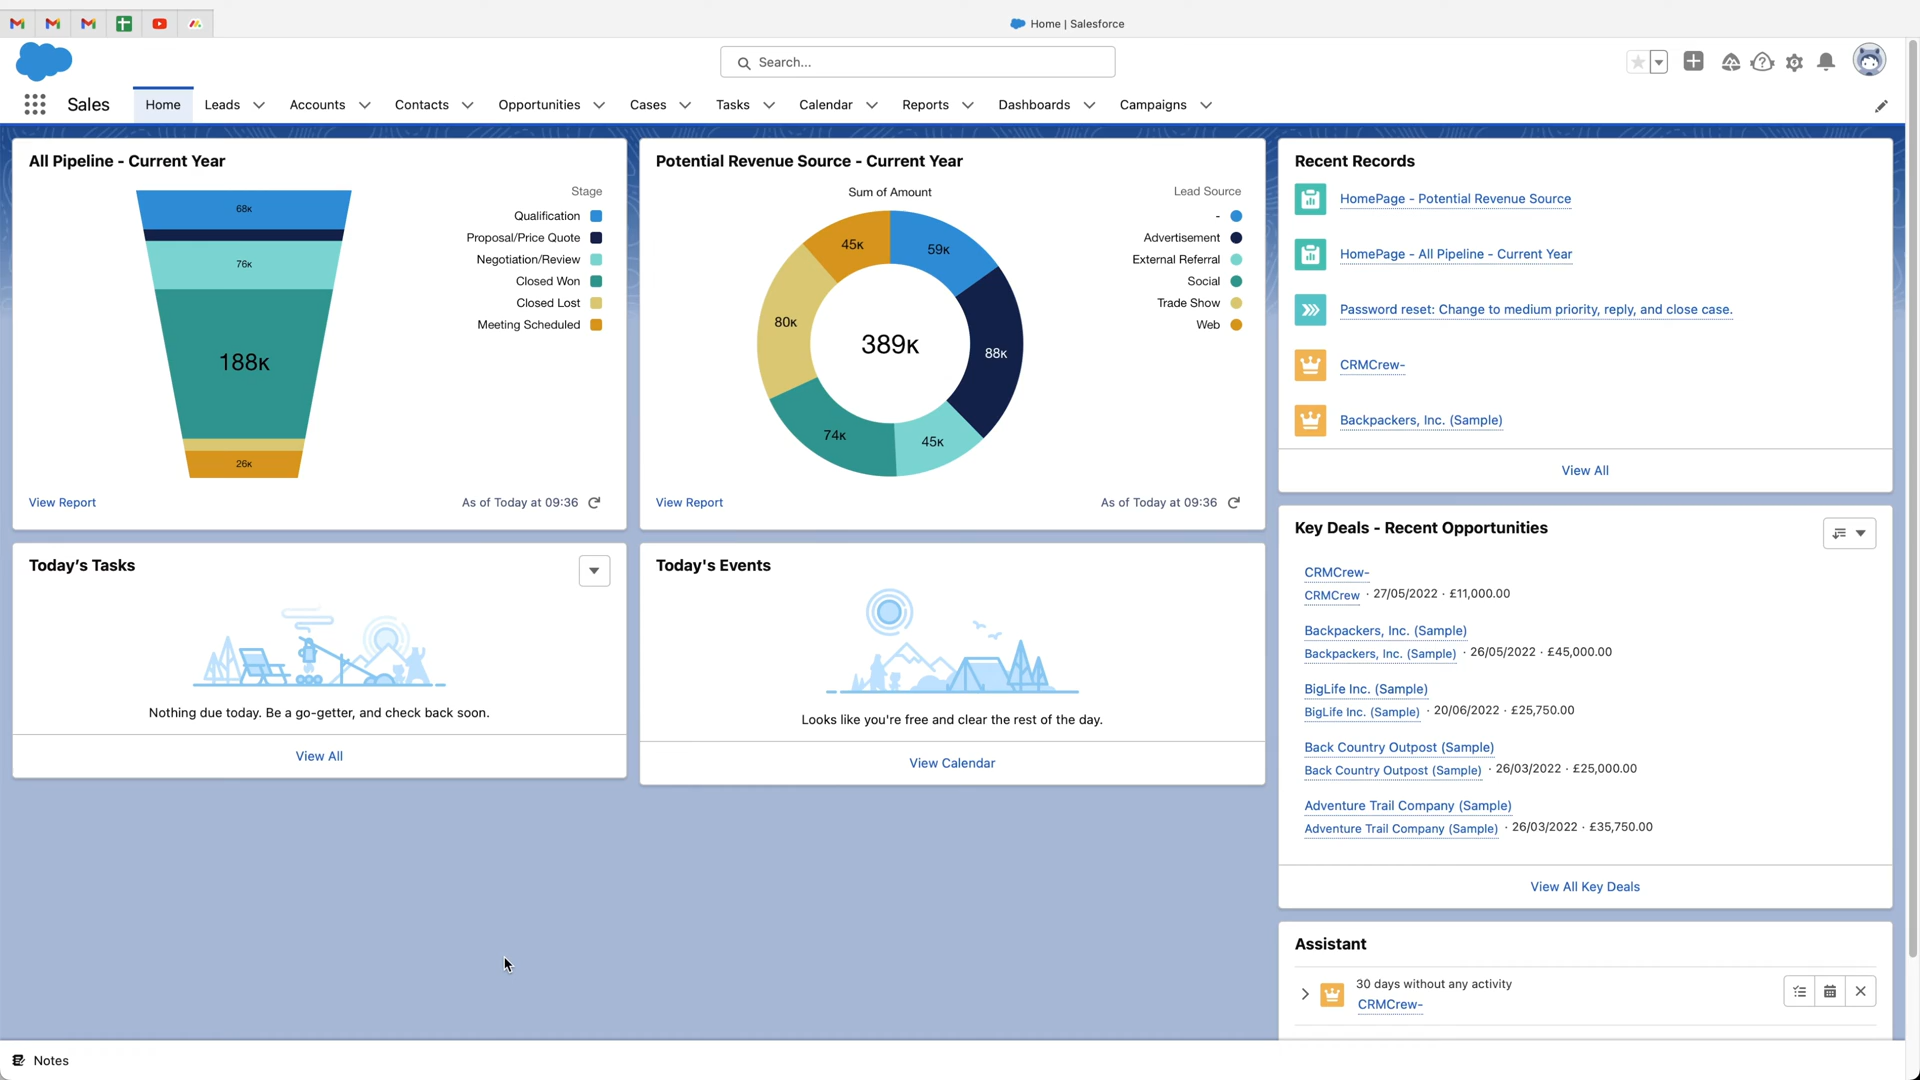 Home | Salesforce
Search...
Sales
Home
Leads
Accounts
Contacts
Opportunities
Cases
Tasks
Calendar
Reports
Dashboards
Campaigns
All Pipeline - Current Year
Stage
Qualification
Proposal/Price Quote
Negotiation/Review
Closed Won
Closed Lost
Meeting Scheduled
68K
76K
188K
26K
View Report
As of Today at 09:36
Potential Revenue Source - Current Year
Sum of Amount
Lead Source
-
Advertisement
External Referral
Social
Trade Show
Web
45K
59K
80K
389K
88K
74K
45K
View Report
As of Today at 09:36
Recent Records
HomePage - Potential Revenue Source
HomePage - All Pipeline - Current Year
Password reset: Change to medium priority, reply, and close case.
CRMCrew-
Backpackers, Inc. (Sample)
View All
Today's Tasks
Nothing due today. Be a go-getter, and check back soon.
View All
Today's Events
Looks like you're free and clear the rest of the day.
View Calendar
Key Deals - Recent Opportunities
CRMCrew-
CRMCrew · 27/05/2022 · £11,000.00
Backpackers, Inc. (Sample)
Backpackers, Inc. (Sample) · 26/05/2022 · £45,000.00
BigLife Inc. (Sample)
BigLife Inc. (Sample) · 20/06/2022 · £25,750.00
Back Country Outpost (Sample)
Back Country Outpost (Sample) · 26/03/2022 · £25,000.00
Adventure Trail Company (Sample)
Adventure Trail Company (Sample) · 26/03/2022 · £35,750.00
View All Key Deals
Assistant
30 days without any activity
CRMCrew-
Notes